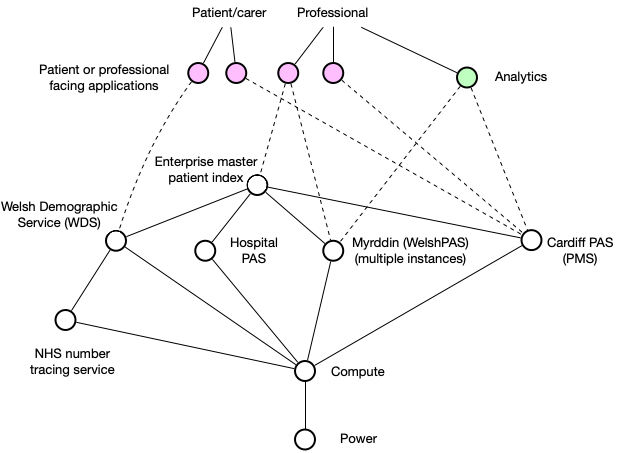 Patient/carer
Professional
Patient or professional
facing applications
Analytics
Enterprise master
patient index
Welsh Demographic
Service (WDS)
Hospital
PAS
Myrddin (WelshPAS)
(multiple instances)
Cardiff PAS
(PMS)
NHS number
tracing service
Compute
Power